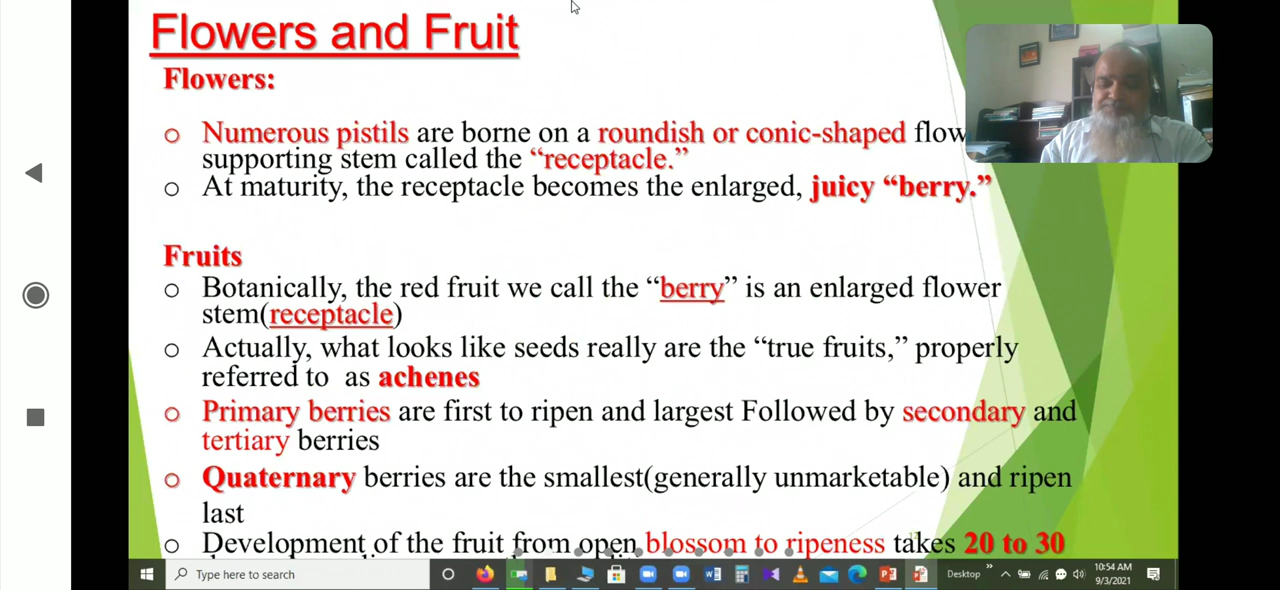 Flowers and Fruit
Flowers:
o Numerous pistils are borne on a roundish or conic-shaped flow
supporting stem called the “receptacle.”
o At maturity, the receptacle becomes the enlarged, juicy “berry.”
Fruits
o Botanically, the red fruit we call the “berry” is an enlarged flower
stem(receptacle)
o Actually, what looks like seeds really are the “true fruits,” properly
referred to as achenes
o Primary berries are first to ripen and largest Followed by secondary and
tertiary berries
o Quaternary berries are the smallest(generally unmarketable) and ripen
last
o Development of the fruit from open blossom to ripeness takes 20 to 30
Type here to search
Desktop
10:54 AM
9/3/2021